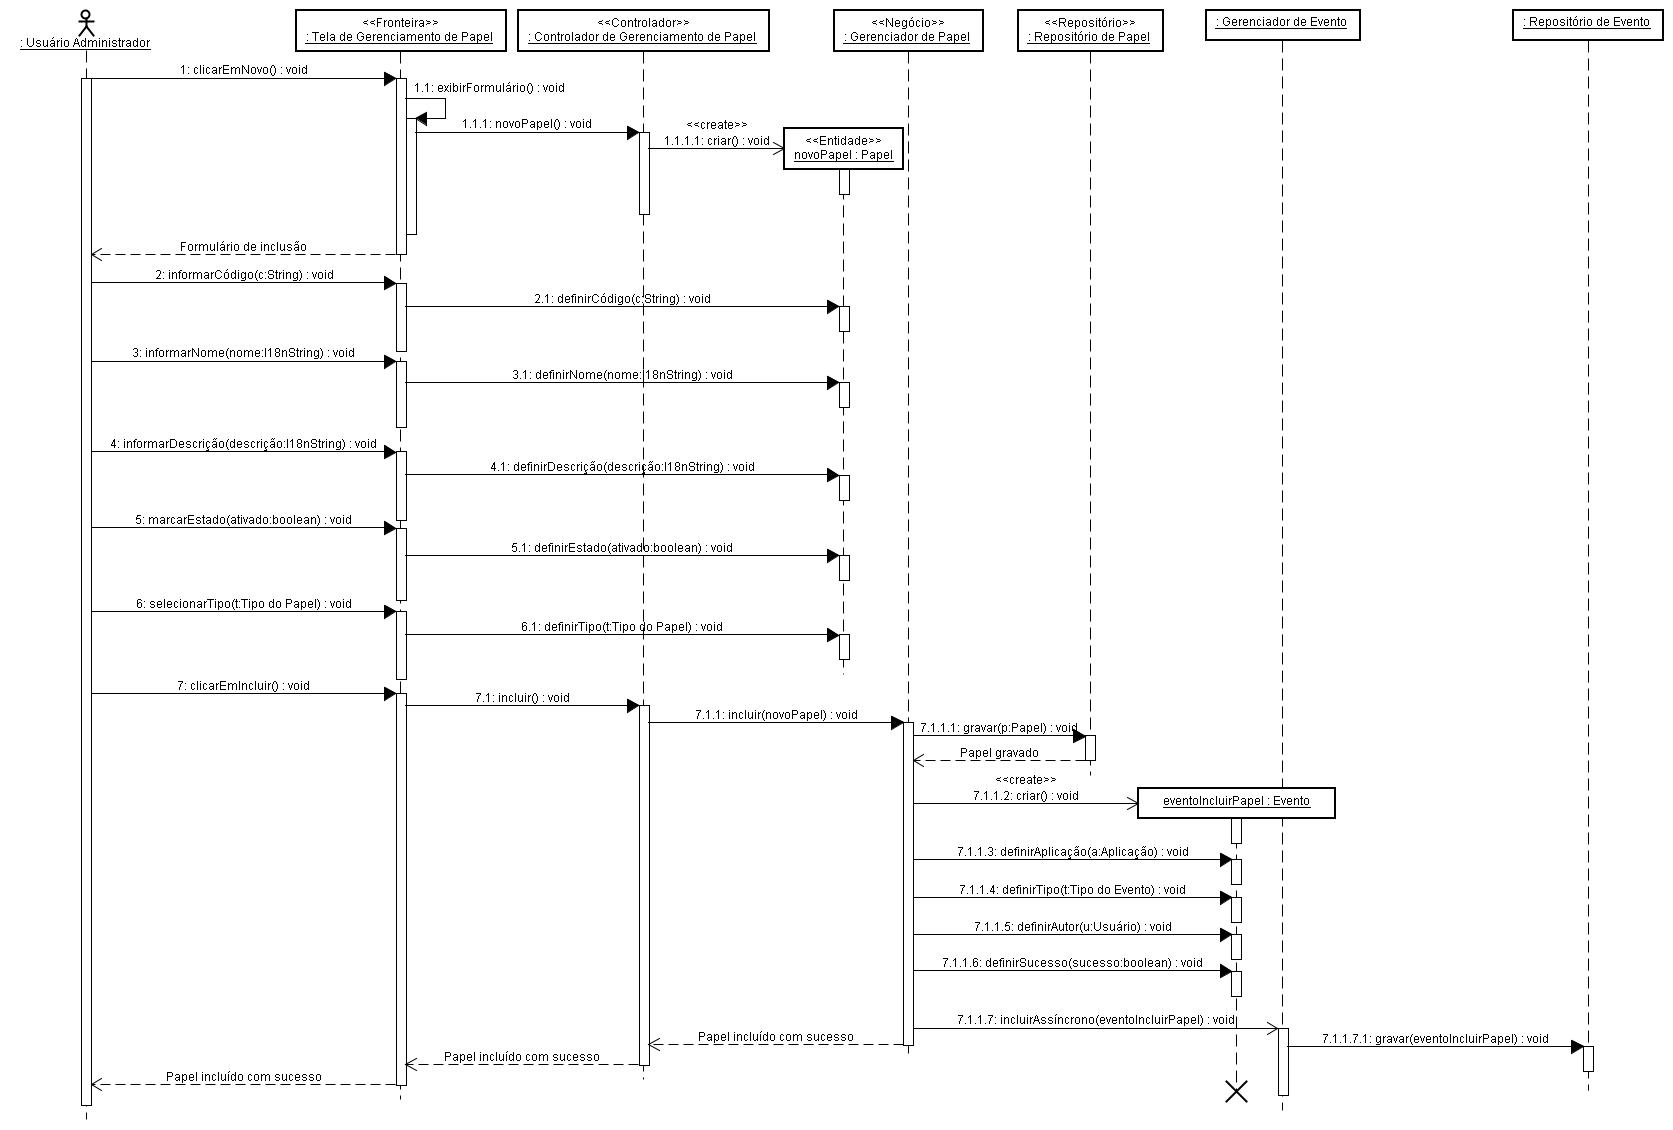 : Usuário Administrador
<<Fronteira>>
: Tela de Gerenciamento de Papel
<<Controlador>>
: Controlador de Gerenciamento de Papel
<<Negócio>>
: Gerenciador de Papel
<<Repositório>>
: Repositório de Papel
: Gerenciador de Evento
: Repositório de Evento
1: clicarEmNovo() : void
1.1: exibirFormulário() : void
1.1.1: novoPapel() : void
<<create>>
1.1.1.1: criar() : void
<<Entidade>>
novoPapel : Papel
Formulário de inclusão
2: informarCódigo(c:String) : void
2.1: definirCódigo(c:String) : void
3: informarNome(nome:I18nString) : void
3.1: definirNome(nome:I18nString) : void
4: informarDescrição(descrição:I18nString) : void
4.1: definirDescrição(descrição:I18nString) : void
5: marcarEstado(ativado:boolean) : void
5.1: definirEstado(ativado:boolean) : void
6: selecionarTipo(t:Tipo do Papel) : void
6.1: definirTipo(t:Tipo do Papel) : void
7: clicarEmIncluir() : void
7.1: incluir() : void
7.1.1: incluir(novoPapel) : void
7.1.1.1: gravar(p:Papel) : void
Papel gravado
<<create>>
7.1.1.2: criar() : void
eventoIncluirPapel : Evento
7.1.1.3: definirAplicação(a:Aplicação) : void
7.1.1.4: definirTipo(t:Tipo do Evento) : void
7.1.1.5: definirAutor(u:Usuário) : void
7.1.1.6: definirSucesso(sucesso:boolean) : void
7.1.1.7: incluirAssíncrono(eventoIncluirPapel) : void
7.1.1.7.1: gravar(eventoIncluirPapel) : void
Papel incluído com sucesso
Papel incluído com sucesso
Papel incluído com sucesso